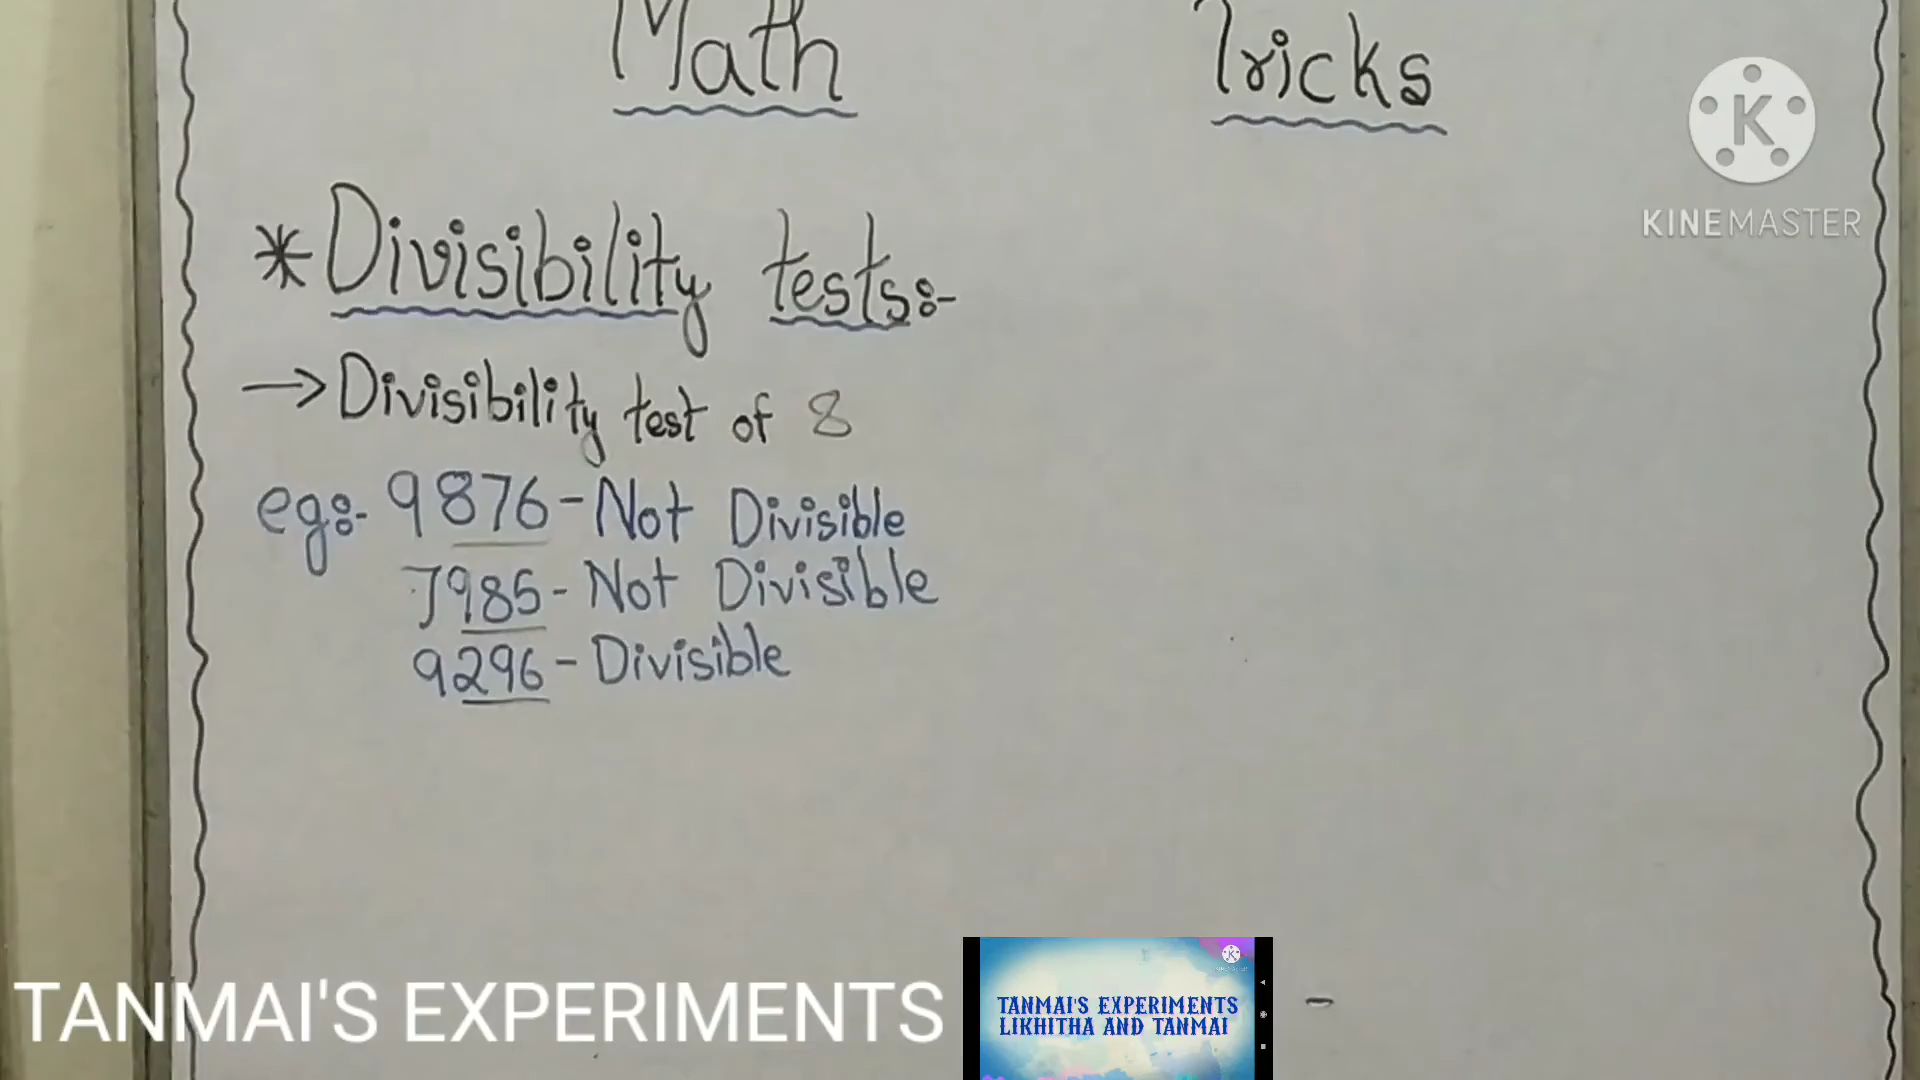 Math Tricks
KINEMASTER
*Divisibility tests:-
→Divisibility test of 8
eg:- 9876-Not Divisible
7985-Not Divisible
9296-Divisible
TANMAI'S EXPERIMENTS
TANMAI'S EXPERIMENTS
LIKHITHA AND TANMAI